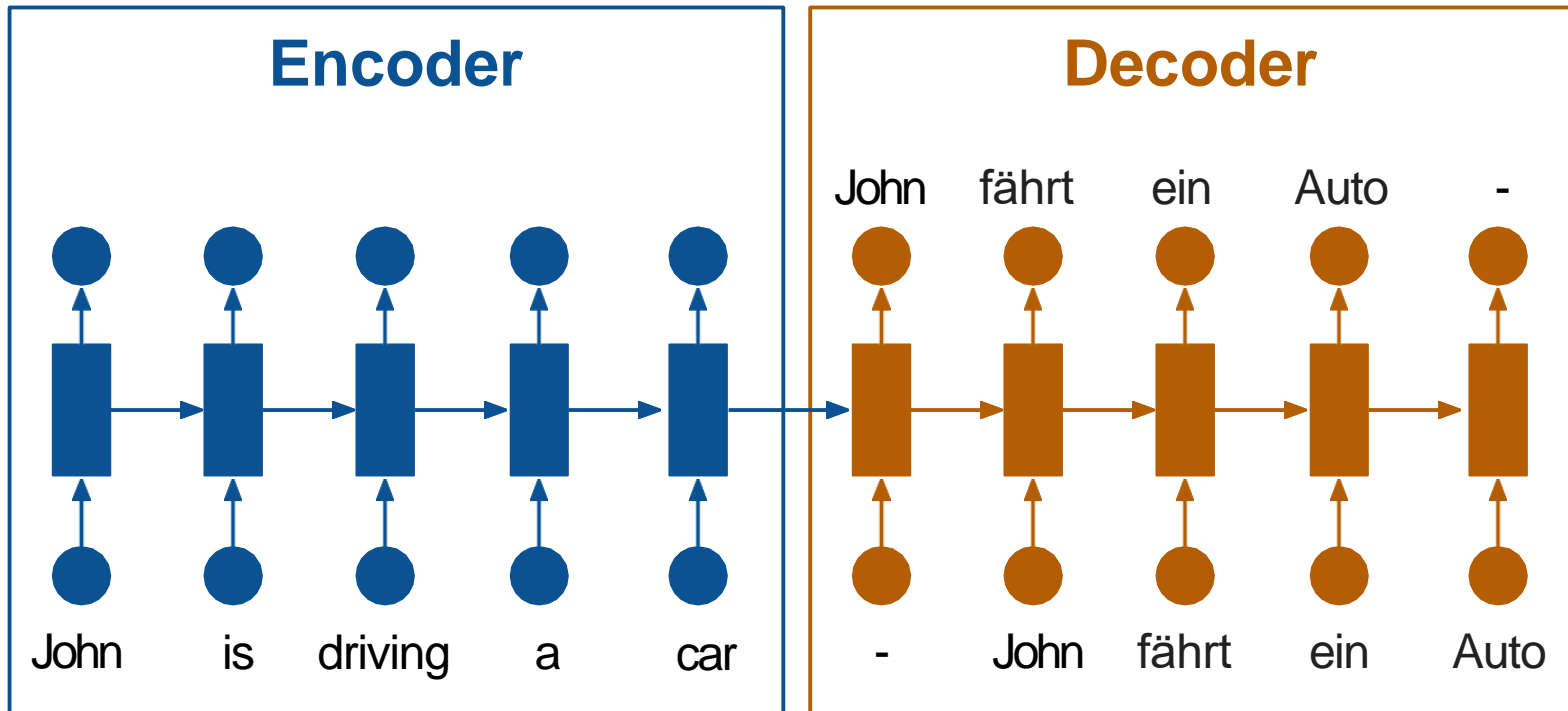 Encoder
John is driving a car
Decoder
John fährt ein Auto -
- John fährt ein Auto